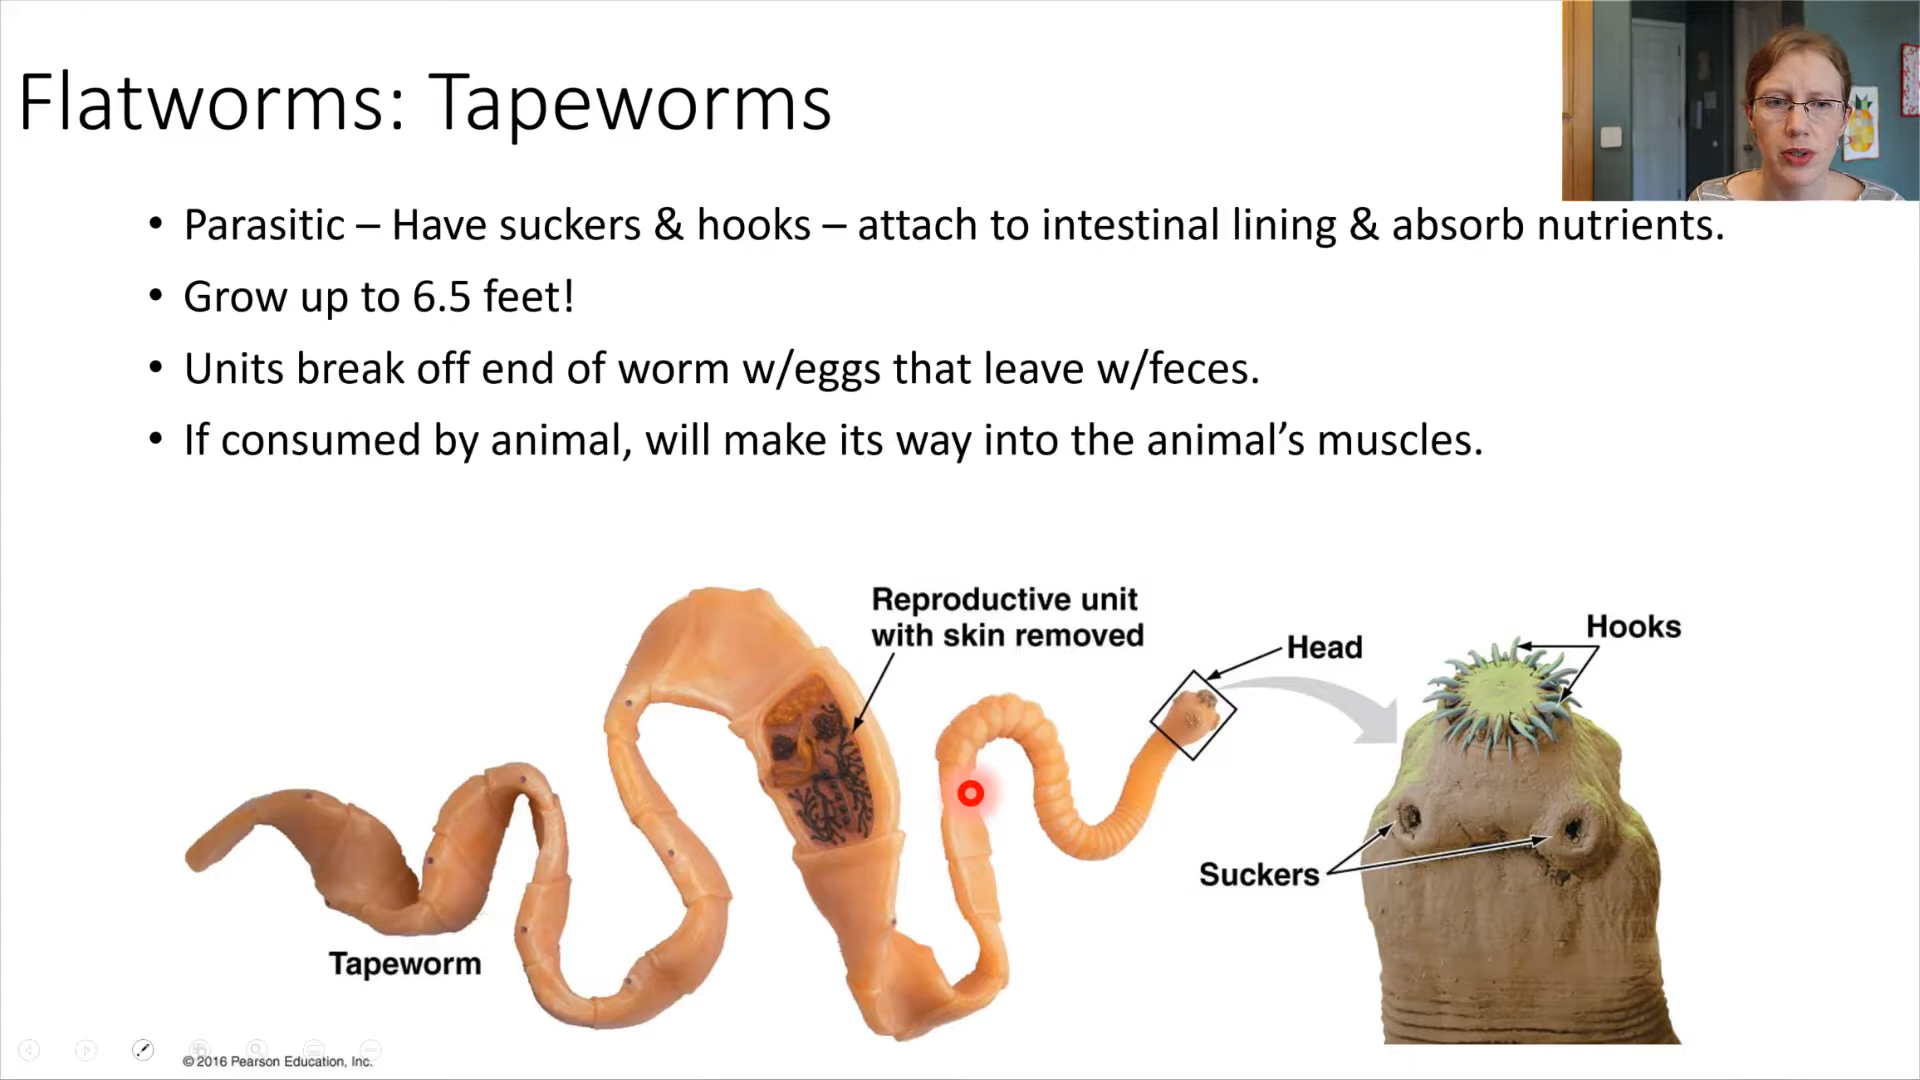 Flatworms: Tapeworms
• Parasitic – Have suckers & hooks – attach to intestinal lining & absorb nutrients.
• Grow up to 6.5 feet!
• Units break off end of worm w/eggs that leave w/feces.
• If consumed by animal, will make its way into the animal’s muscles.
Reproductive unit
with skin removed
Head
Hooks
Suckers
Tapeworm
© 2016 Pearson Education, Inc.